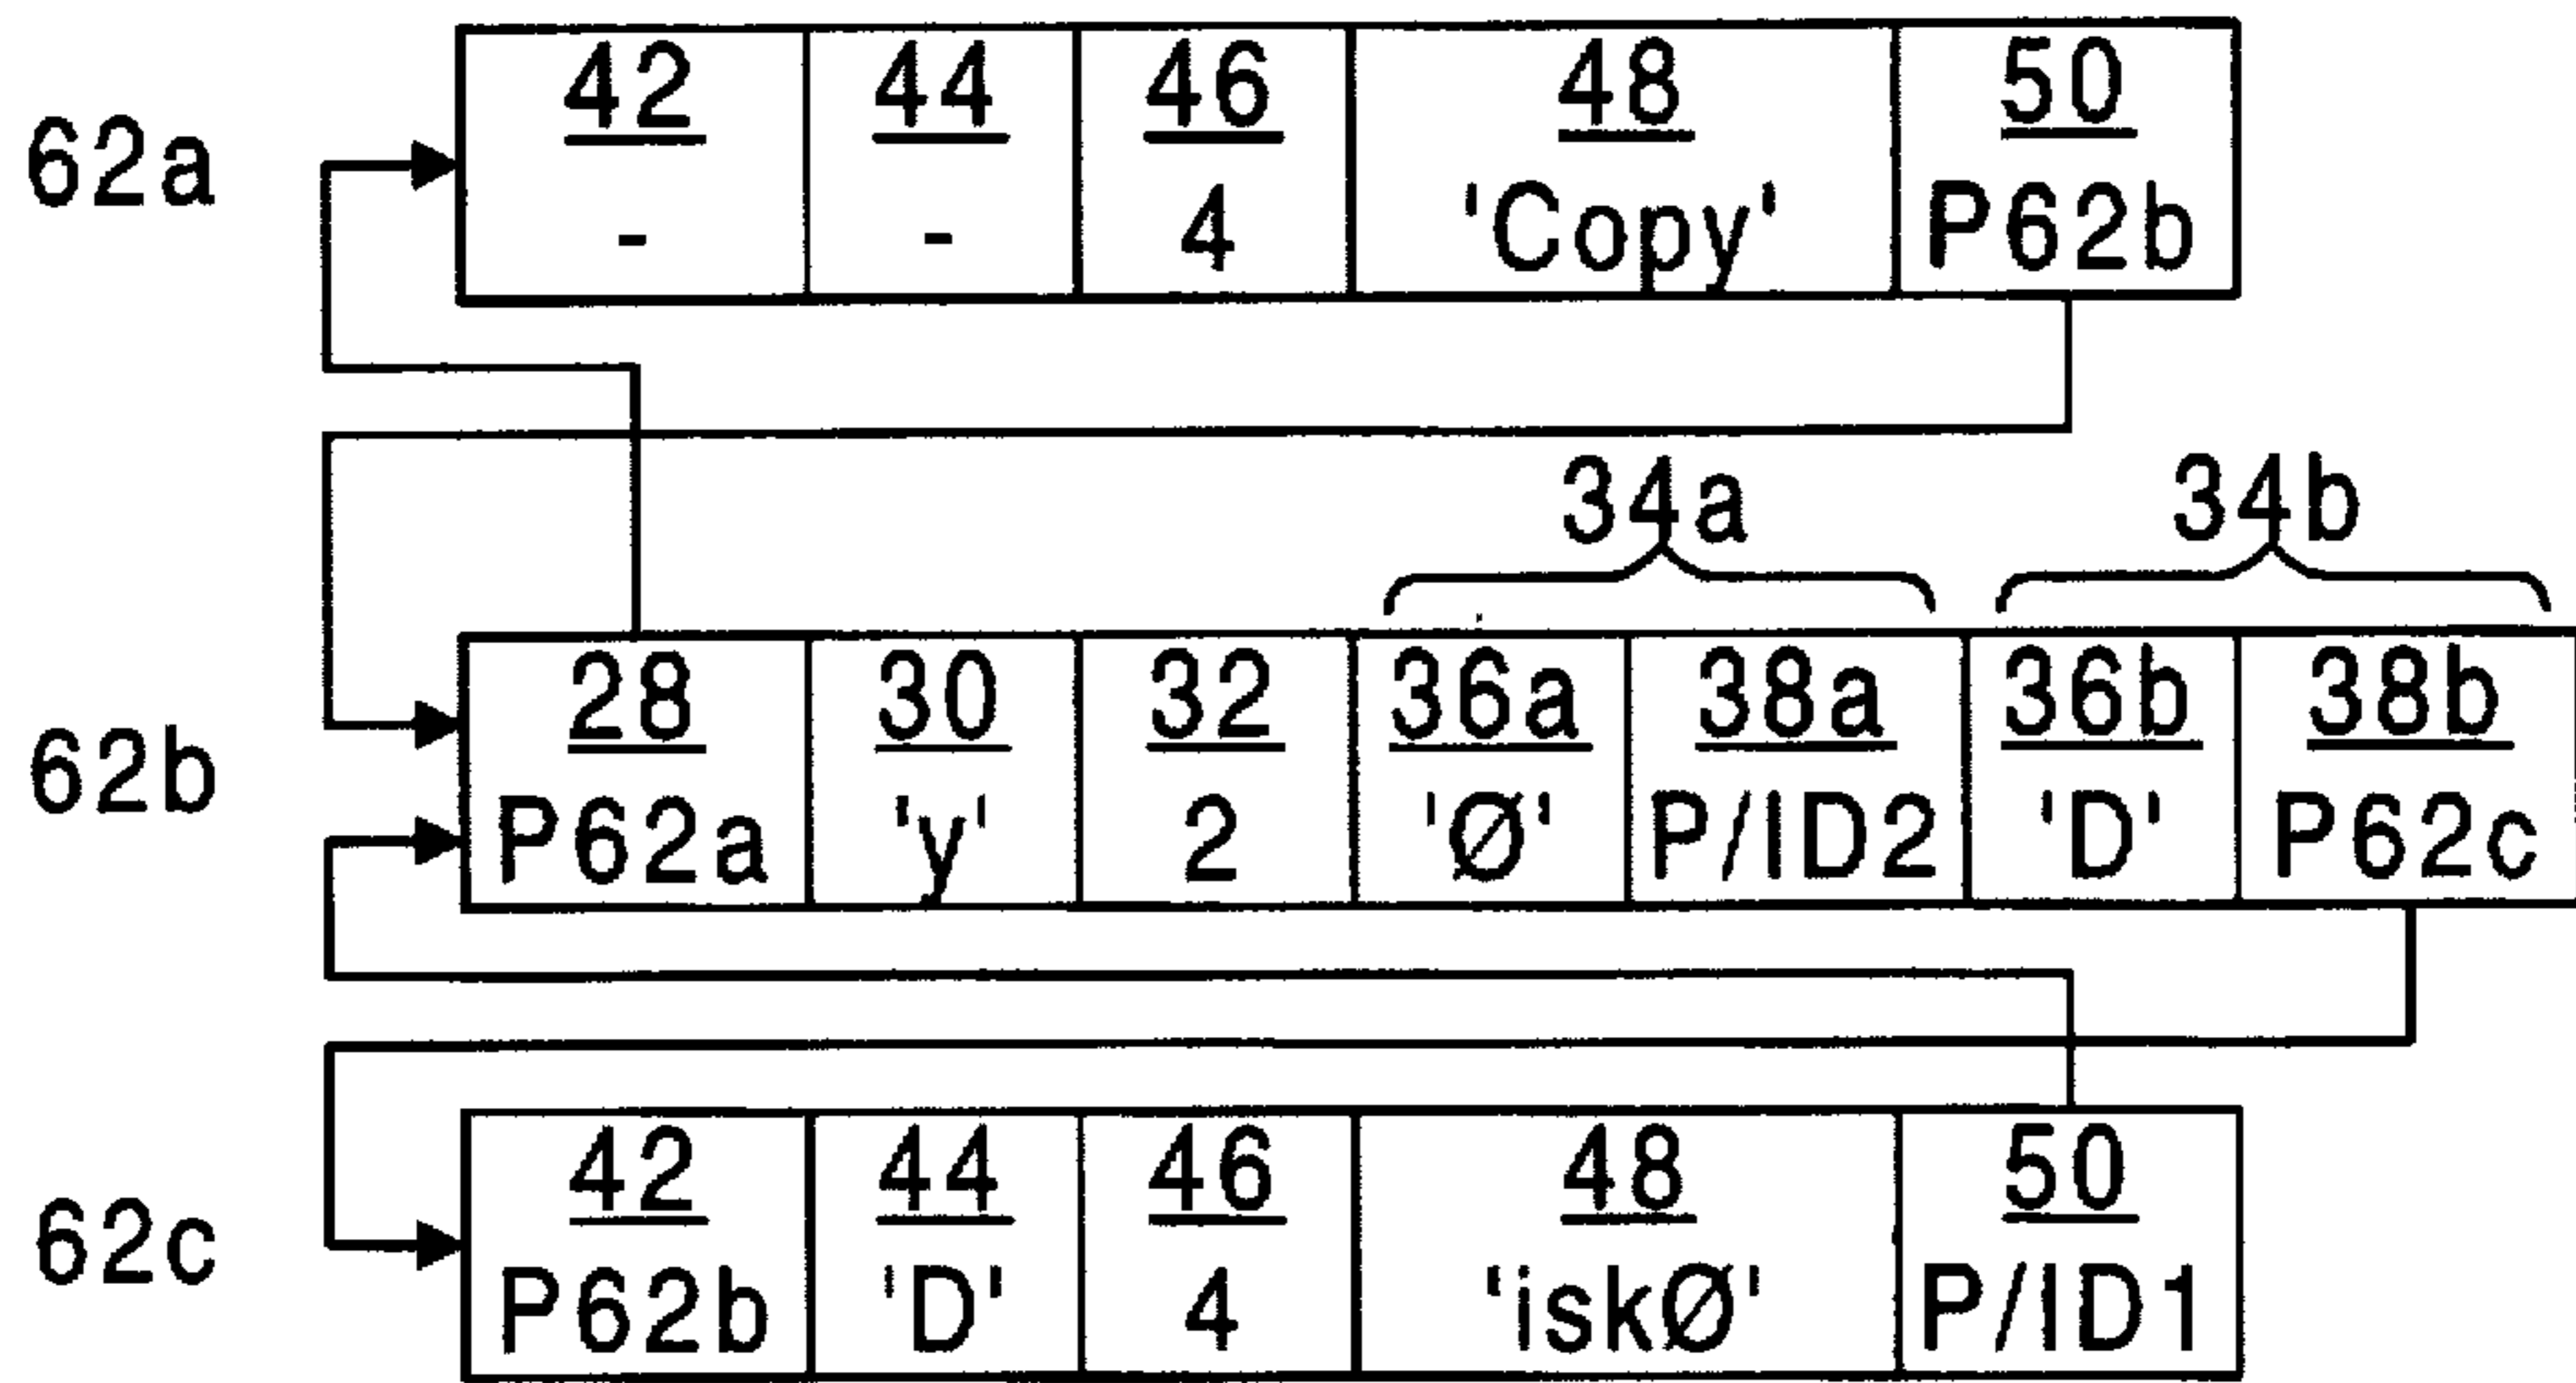 42 44 46 48 50
62a
- - 4 'Copy' P62b
34a 34b
28 30 32 36a 38a 36b 38b
62b
P62a 'y' 2 'Ø' P/ID2 'D' P62c
42 44 46 48 50
62c
P62b 'D' 4 'iskØ' P/ID1